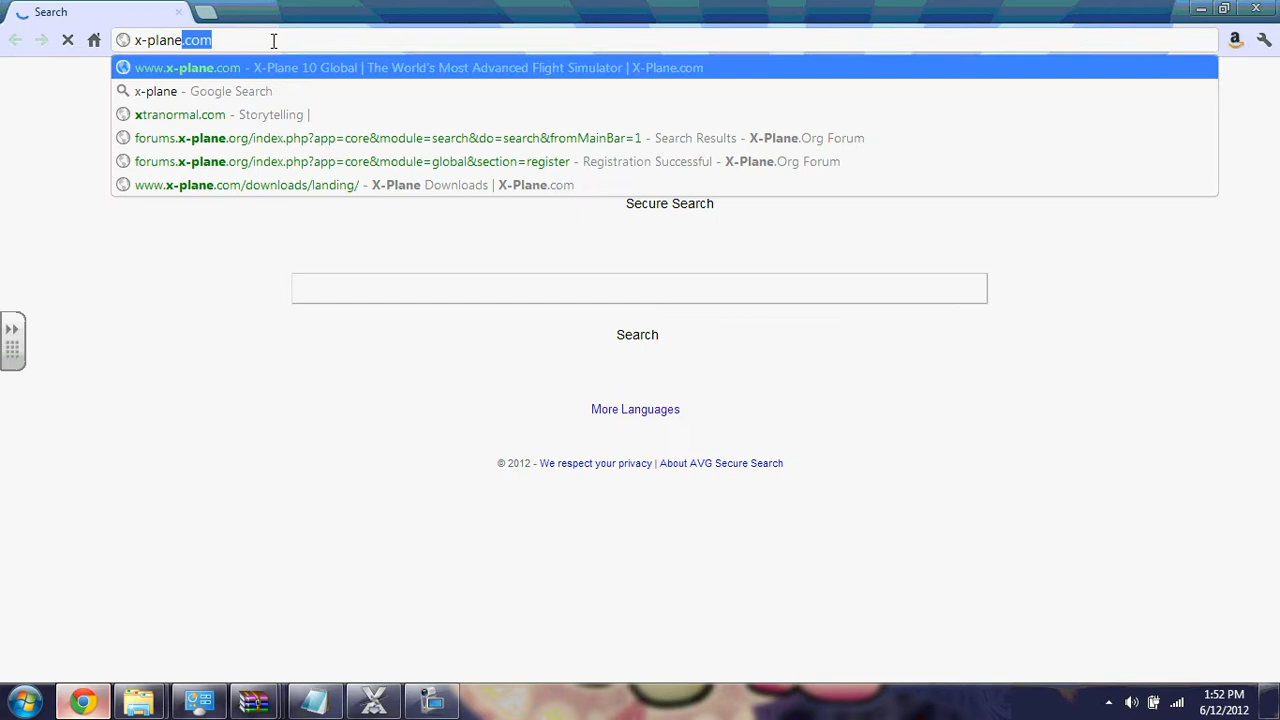 Search
x-plane.com
www.x-plane.com - X-Plane 10 Global | The World's Most Advanced Flight Simulator | X-Plane.com
x-plane - Google Search
xtranormal.com - Storytelling |
forums.x-plane.org/index.php?app=core&module=search&do=search&fromMainBar=1 - Search Results - X-Plane.Org Forum
forums.x-plane.org/index.php?app=core&module=global&section=register - Registration Successful - X-Plane.Org Forum
www.x-plane.com/downloads/landing/ - X-Plane Downloads | X-Plane.com
Secure Search
Search
More Languages
© 2012 - We respect your privacy | About AVG Secure Search
1:52 PM
6/12/2012